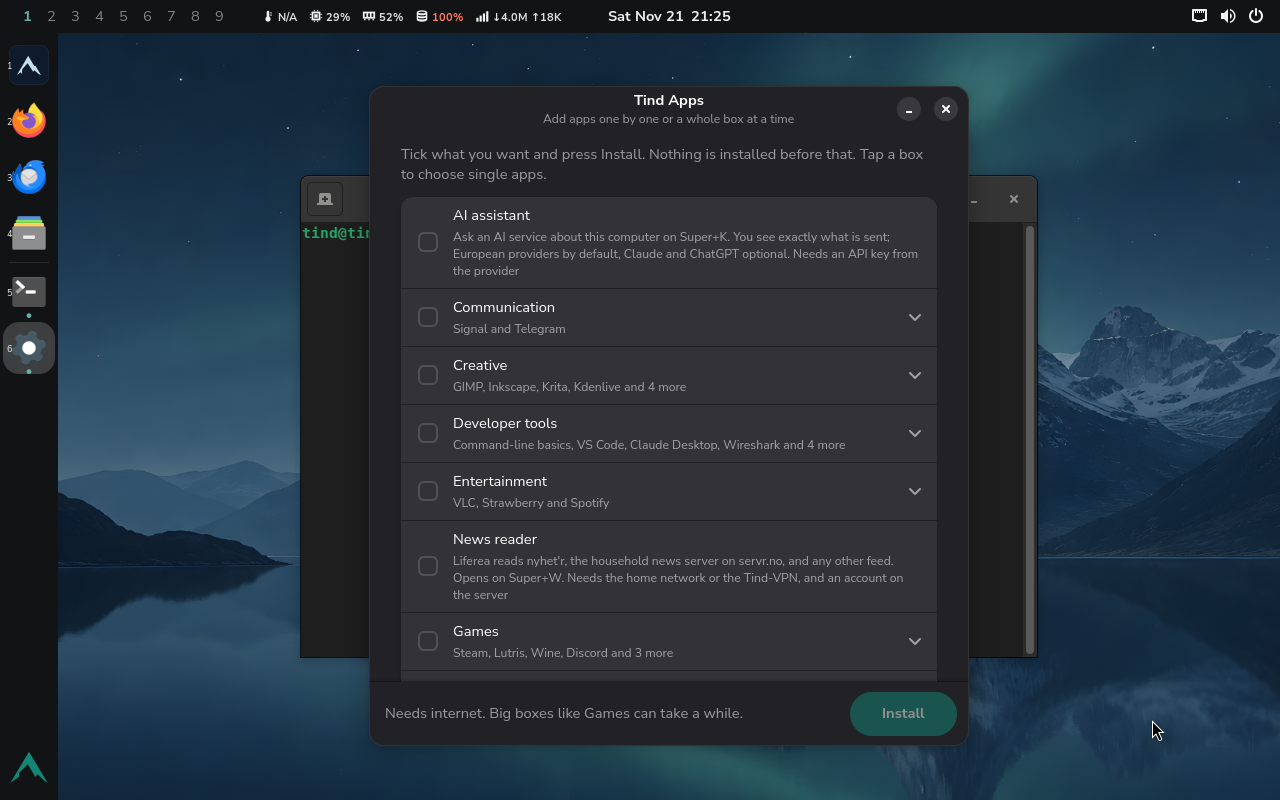 1 2 3 4 5 6 7 8 9 N/A 29% 52% 100% ↓4.0M ↑18K Sat Nov 21 21:25
1
2
3
4
5
6
Tind Apps
Add apps one by one or a whole box at a time
Tick what you want and press Install. Nothing is installed before that. Tap a box
to choose single apps.
tind@tin
AI assistant
Ask an AI service about this computer on Super+K. You see exactly what is sent;
European providers by default, Claude and ChatGPT optional. Needs an API key from
the provider
Communication
Signal and Telegram
Creative
GIMP, Inkscape, Krita, Kdenlive and 4 more
Developer tools
Command-line basics, VS Code, Claude Desktop, Wireshark and 4 more
Entertainment
VLC, Strawberry and Spotify
News reader
Liferea reads nyhet'r, the household news server on servr.no, and any other feed.
Opens on Super+W. Needs the home network or the Tind-VPN, and an account on
the server
Games
Steam, Lutris, Wine, Discord and 3 more
Needs internet. Big boxes like Games can take a while.
Install